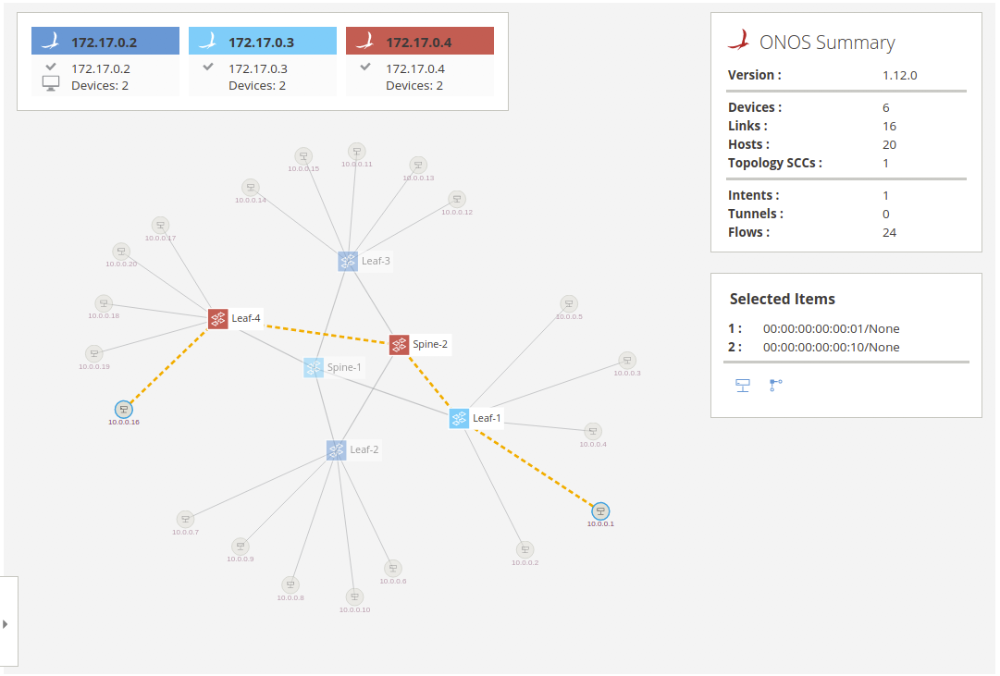 172.17.0.2
172.17.0.2
Devices: 2
172.17.0.3
172.17.0.3
Devices: 2
172.17.0.4
172.17.0.4
Devices: 2
ONOS Summary
Version : 1.12.0
Devices : 6
Links : 16
Hosts : 20
Topology SCCs : 1
Intents : 1
Tunnels : 0
Flows : 24
Selected Items
1 : 00:00:00:00:00:01/None
2 : 00:00:00:00:00:10/None
10.0.0.15
10.0.0.11
10.0.0.13
10.0.0.14
10.0.0.12
10.0.0.17
10.0.0.20
Leaf-3
10.0.0.18
Leaf-4
10.0.0.5
Spine-2
10.0.0.19
Spine-1
10.0.0.3
10.0.0.16
Leaf-1
10.0.0.4
Leaf-2
10.0.0.7
10.0.0.1
10.0.0.9
10.0.0.2
10.0.0.6
10.0.0.8
10.0.0.10